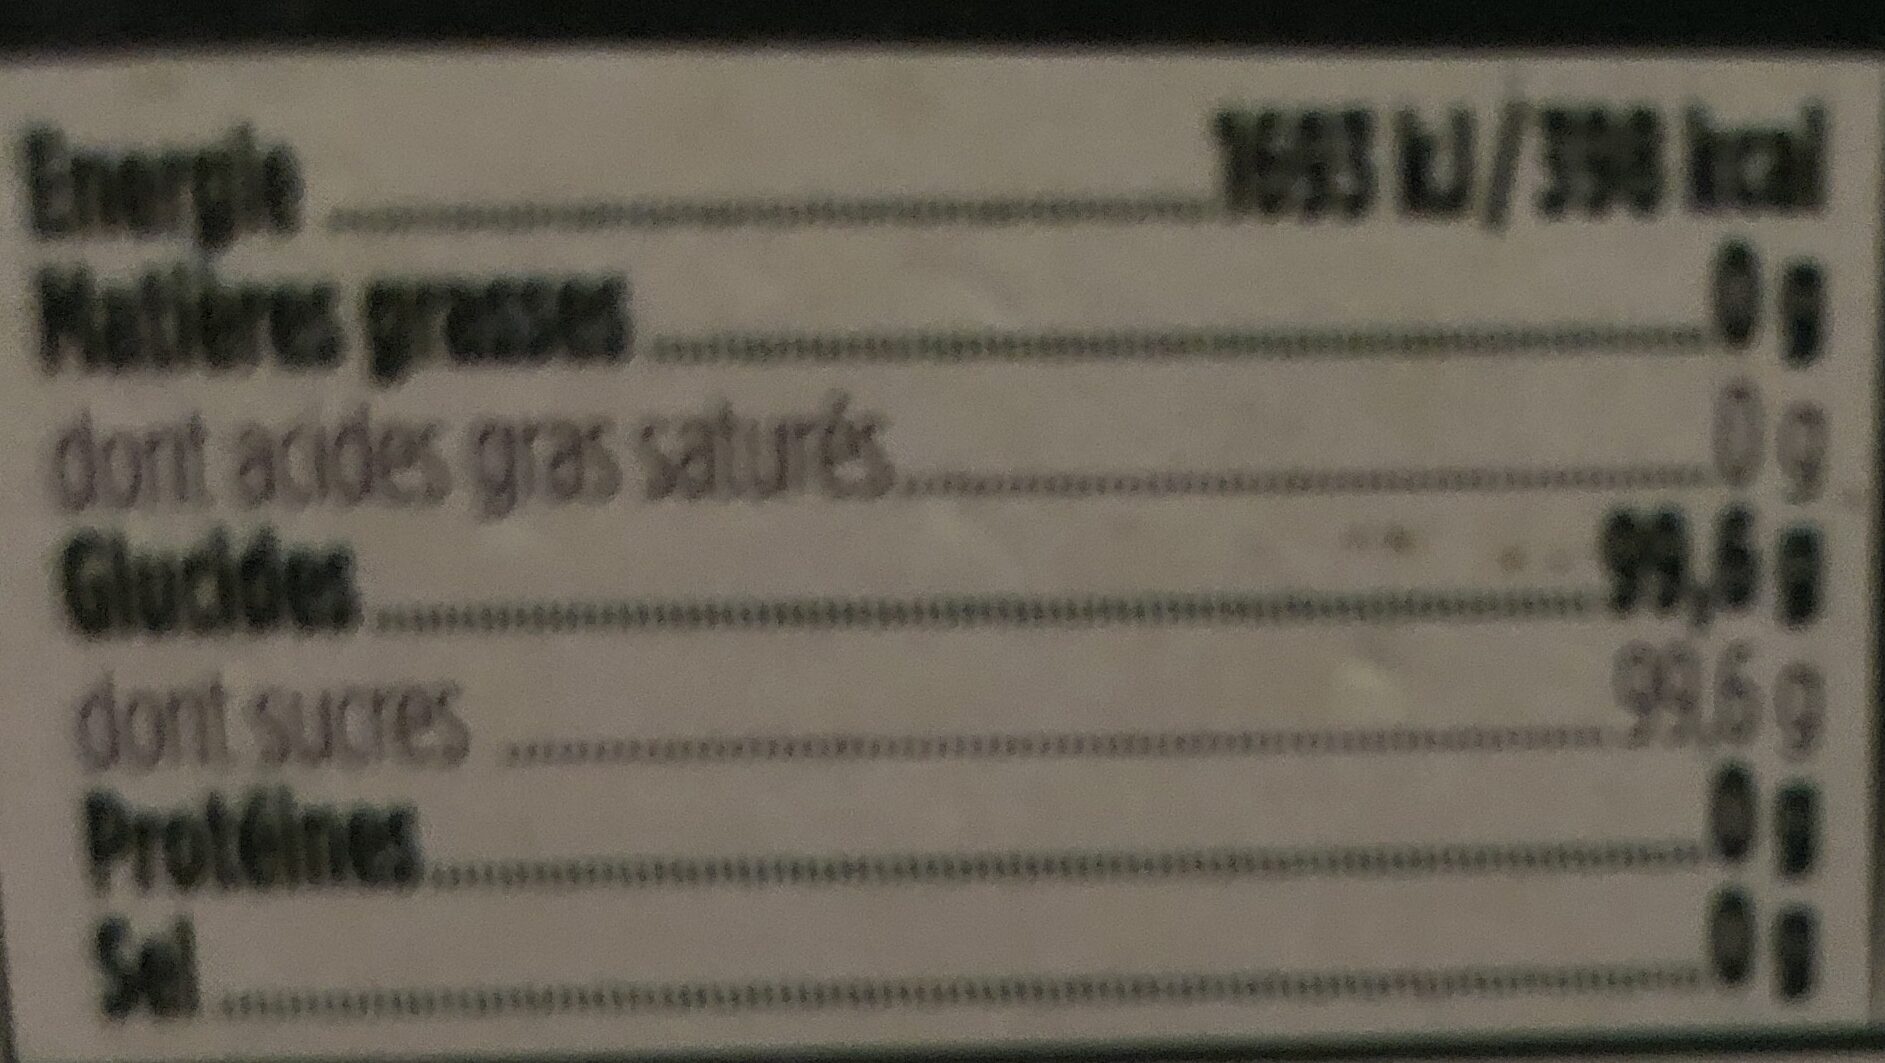 Energie 1693 kJ / 398 kcal
Matières grasses 0 g
dont acides gras saturés 0 g
Glucides 99,6 g
dont sucres 99,6 g
Protéines 0 g
Sel 0 g